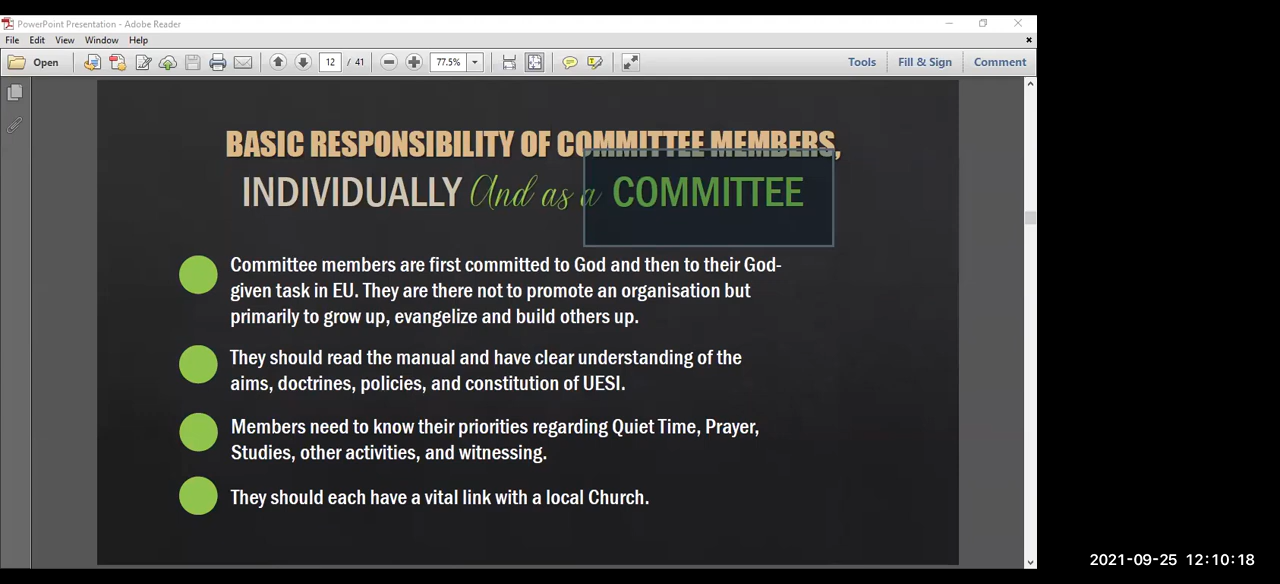 PowerPoint Presentation - Adobe Reader
File Edit View Window Help
Open 12 / 41 77.5% Tools Fill & Sign Comment
BASIC RESPONSIBILITY OF COMMITTEE MEMBERS,
INDIVIDUALLY And as a COMMITTEE
Committee members are first committed to God and then to their God-
given task in EU. They are there not to promote an organisation but
primarily to grow up, evangelize and build others up.
They should read the manual and have clear understanding of the
aims, doctrines, policies, and constitution of UESI.
Members need to know their priorities regarding Quiet Time, Prayer,
Studies, other activities, and witnessing.
They should each have a vital link with a local Church.
2021-09-25 12:10:18